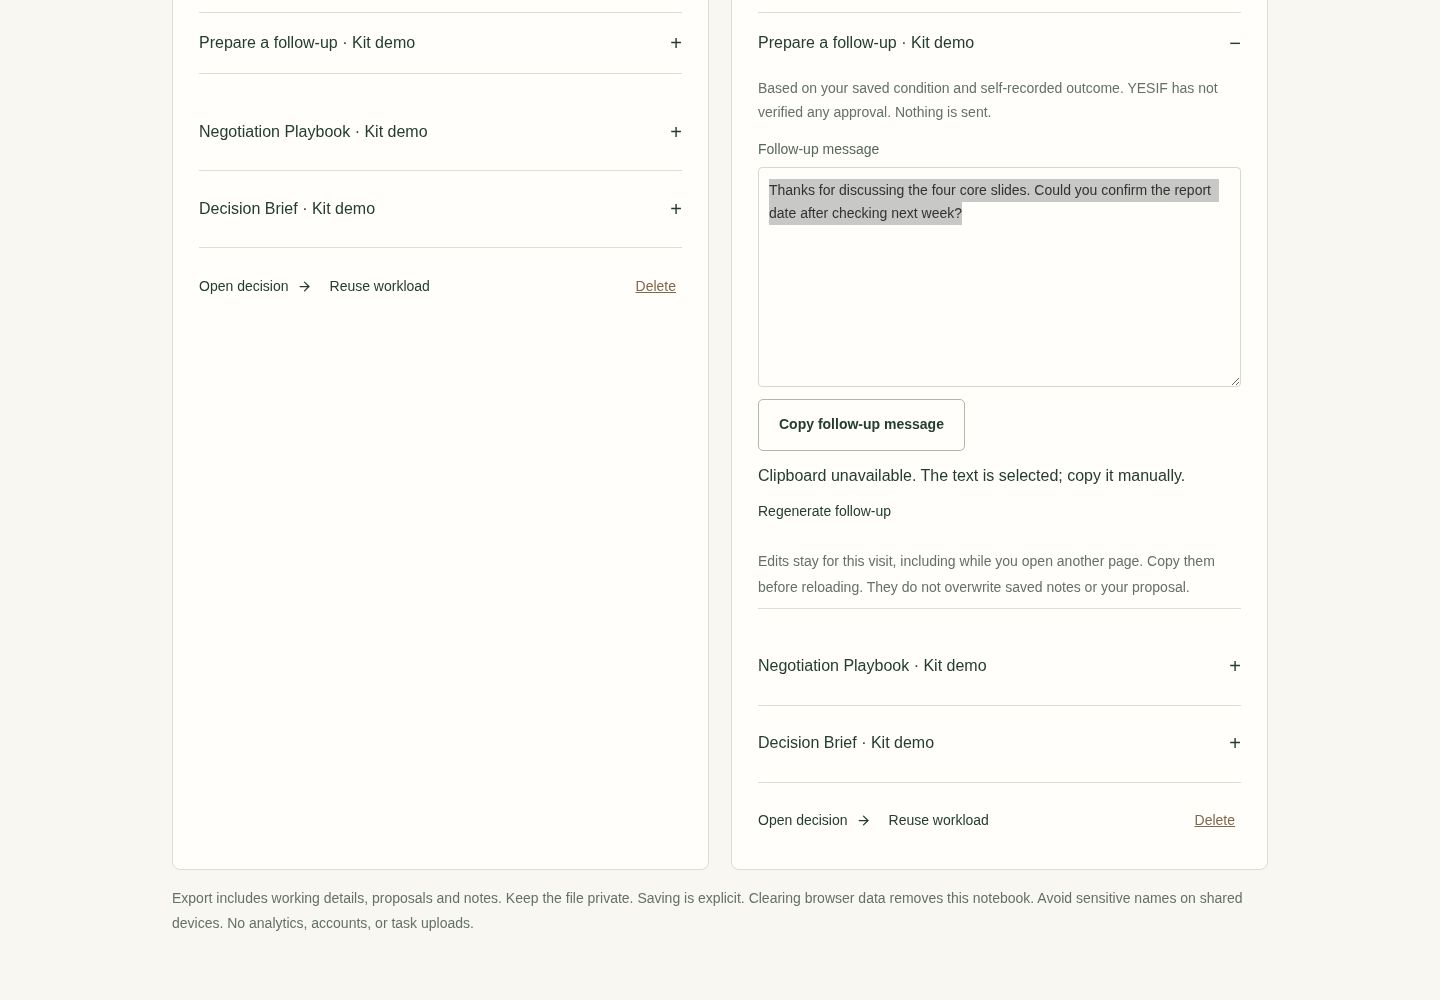 Prepare a follow-up · Kit demo +
Negotiation Playbook · Kit demo +
Decision Brief · Kit demo +
Open decision → Reuse workload Delete
Prepare a follow-up · Kit demo −
Based on your saved condition and self-recorded outcome. YESIF has not
verified any approval. Nothing is sent.
Follow-up message
Thanks for discussing the four core slides. Could you confirm the report
date after checking next week?
Copy follow-up message
Clipboard unavailable. The text is selected; copy it manually.
Regenerate follow-up
Edits stay for this visit, including while you open another page. Copy them
before reloading. They do not overwrite saved notes or your proposal.
Negotiation Playbook · Kit demo +
Decision Brief · Kit demo +
Open decision → Reuse workload Delete
Export includes working details, proposals and notes. Keep the file private. Saving is explicit. Clearing browser data removes this notebook. Avoid sensitive names on shared
devices. No analytics, accounts, or task uploads.